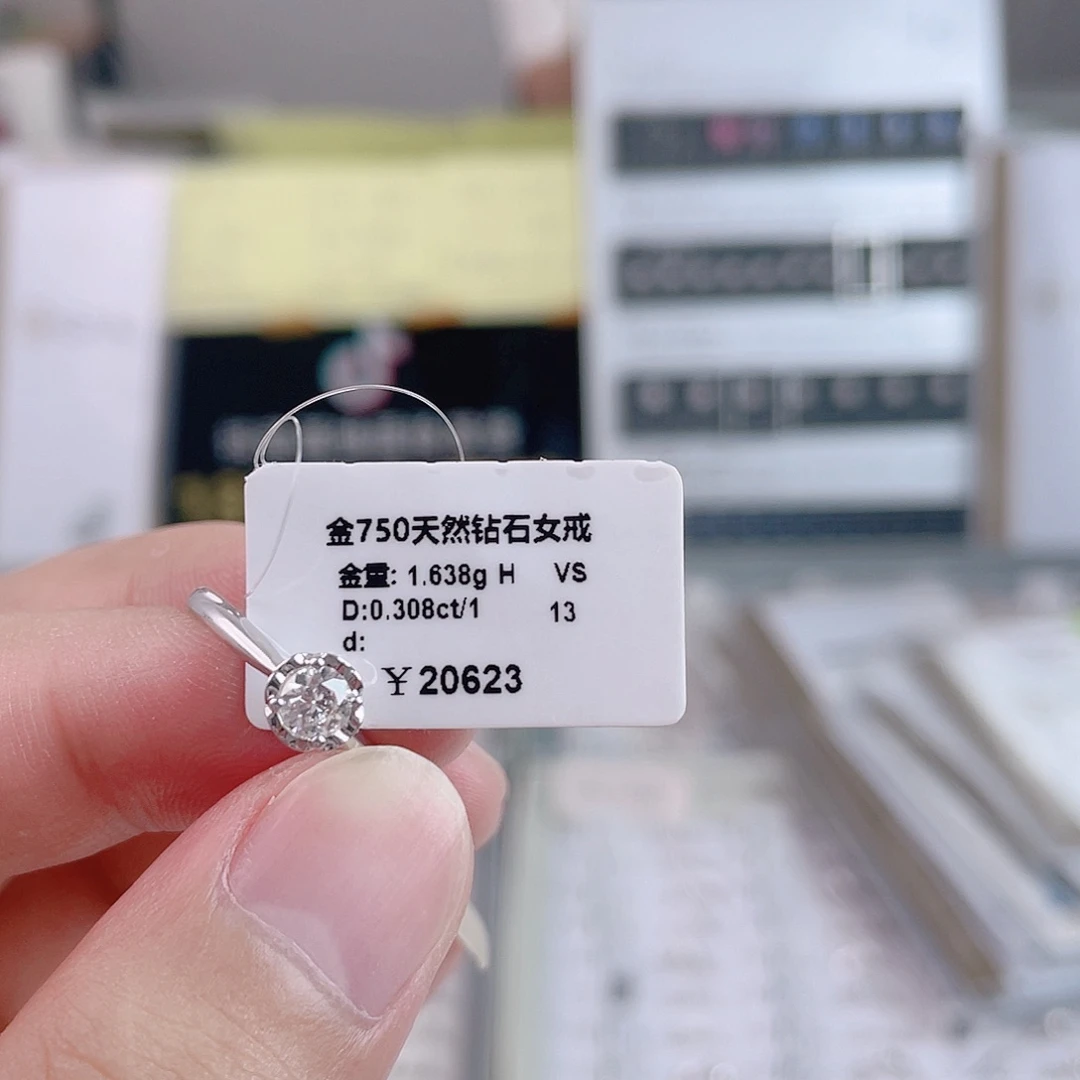 金750天然钻石女戒
金重: 1.638g H VS
D:0.308ct/1 13
d:
￥20623